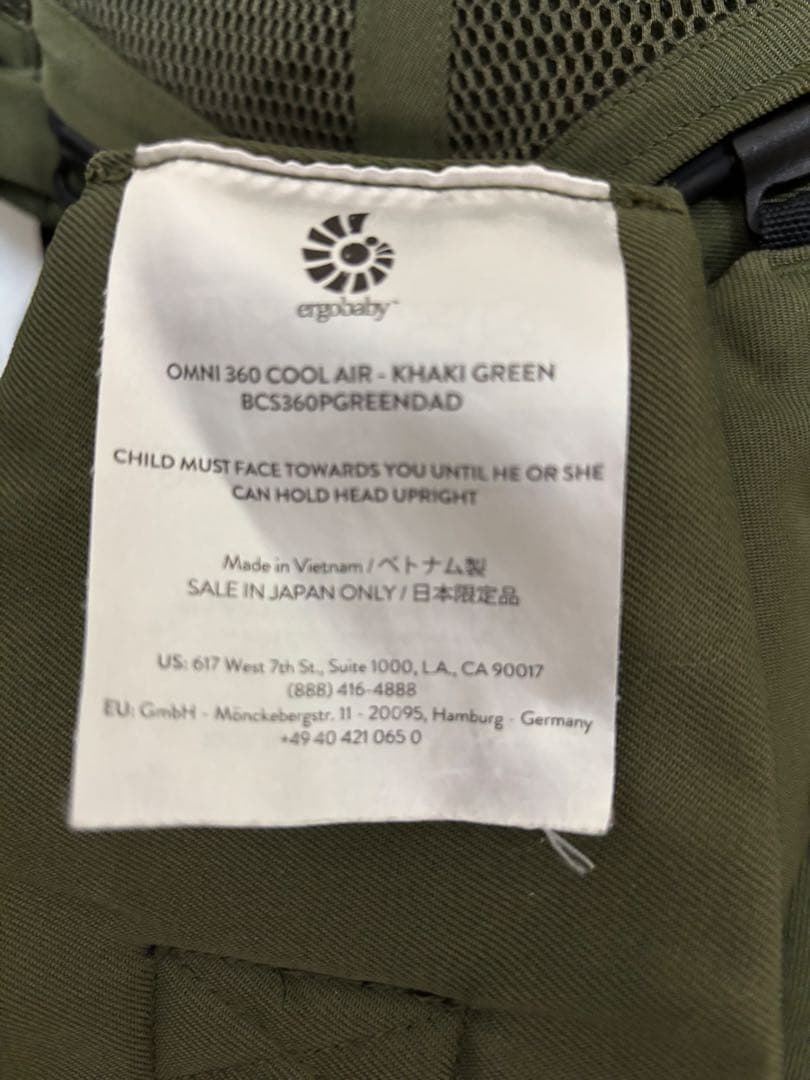 ergobaby™
OMNI 360 COOL AIR - KHAKI GREEN
BCS360PGREENDAD
CHILD MUST FACE TOWARDS YOU UNTIL HE OR SHE
CAN HOLD HEAD UPRIGHT
Made in Vietnam / ベトナム製
SALE IN JAPAN ONLY / 日本限定品
US: 617 West 7th St., Suite 1000, L.A., CA 90017
(888) 416-4888
EU: GmbH - Mönckebergstr. 11 - 20095, Hamburg - Germany
+49 40 421 065 0